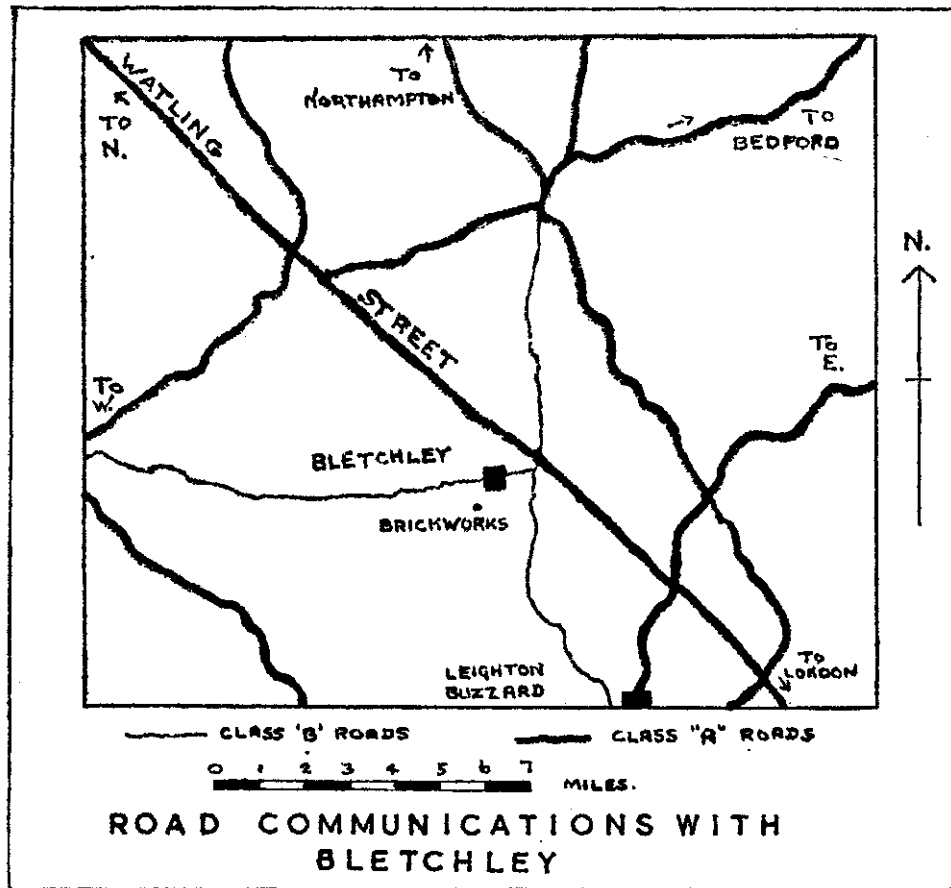 WATLING
TO
N.
TO
NORTHAMPTON
TO
BEDFORD
N.
STREET
TO
E.
TO
W.
BLETCHLEY
BRICKWORKS
LEIGHTON
BUZZARD
TO
LONDON
CLASS 'B' ROADS
CLASS "A" ROADS
0 1 2 3 4 5 6 7
MILES.
ROAD COMMUNICATIONS WITH
BLETCHLEY